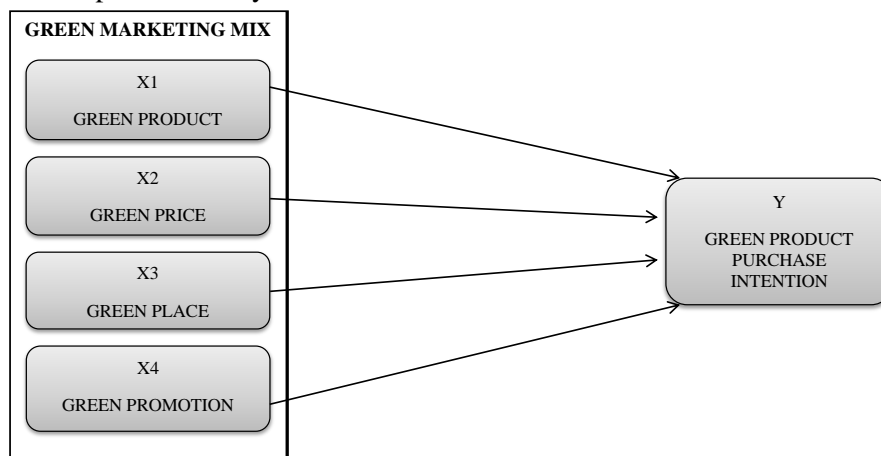 GREEN MARKETING MIX
X1
GREEN PRODUCT
X2
GREEN PRICE
X3
GREEN PLACE
X4
GREEN PROMOTION
Y
GREEN PRODUCT
PURCHASE
INTENTION